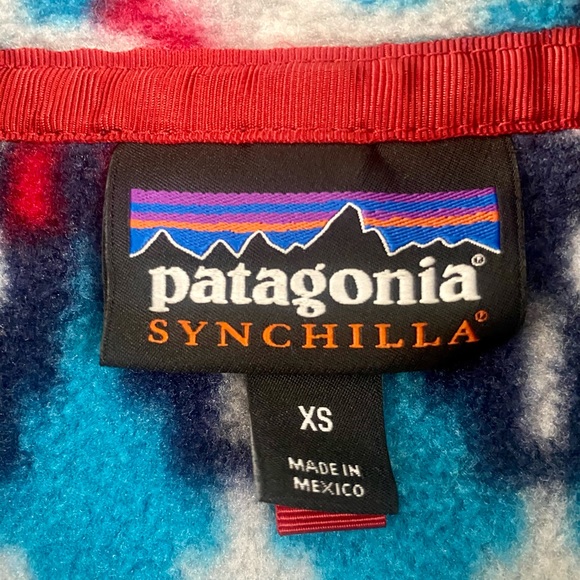 patagonia®
SYNCHILLA®
XS
MADE IN
MEXICO